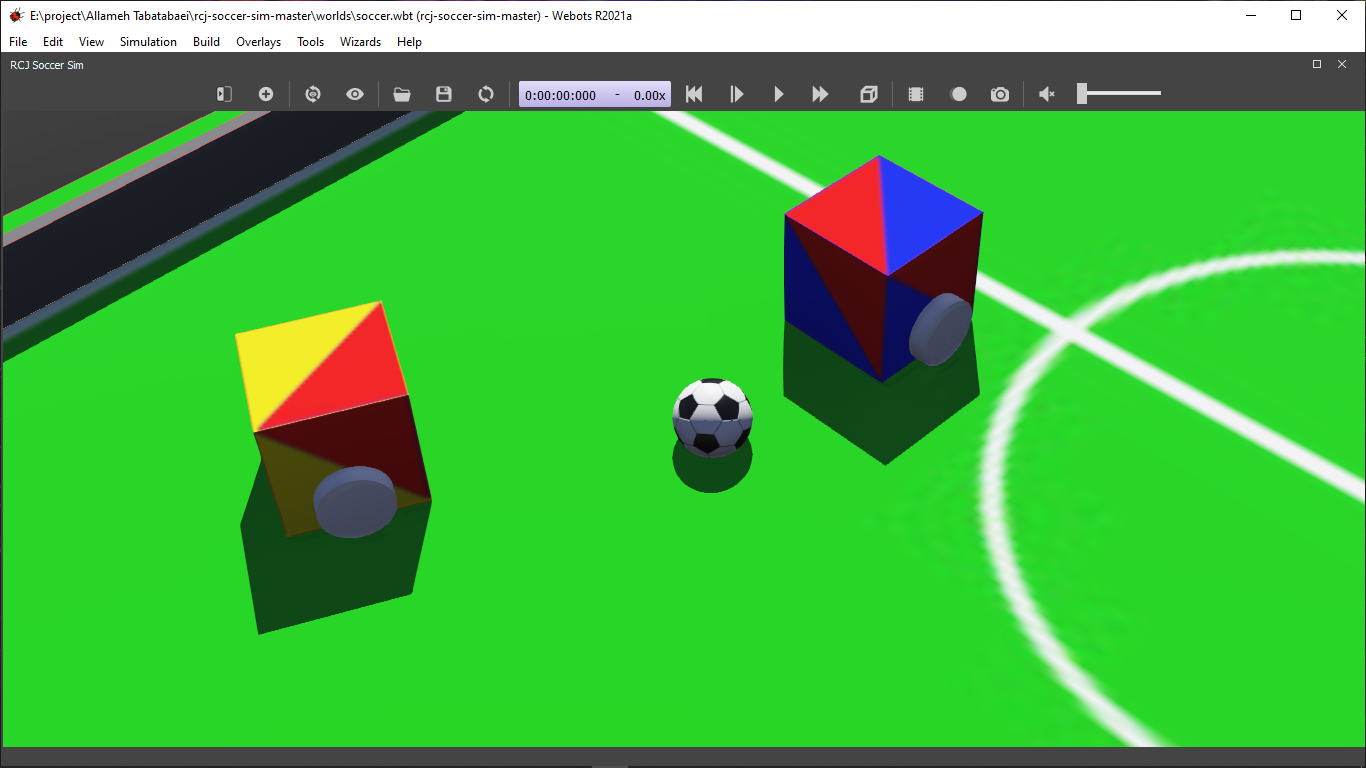 E:\project\Allameh Tabatabaei\rcj-soccer-sim-master\worlds\soccer.wbt (rcj-soccer-sim-master) - Webots R2021a
File Edit View Simulation Build Overlays Tools Wizards Help
RCJ Soccer Sim
0:00:00:000 - 0.00x